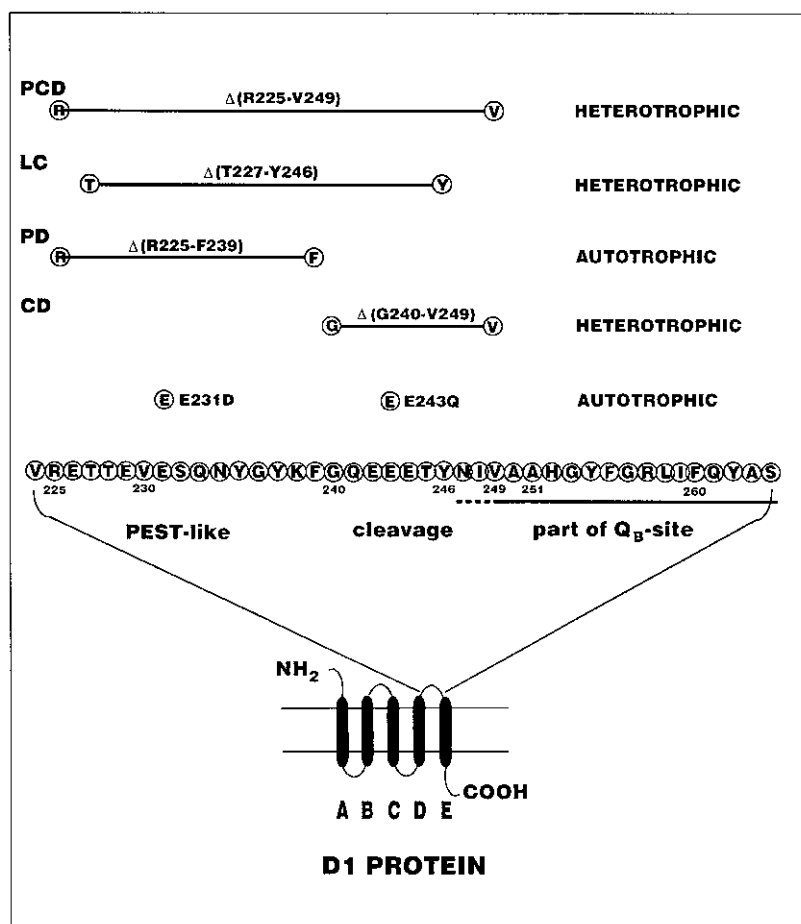 PCD
Δ(R225-V249)
R V HETEROTROPHIC
LC
Δ(T227-Y246)
T Y HETEROTROPHIC
PD
Δ(R225-F239)
R F AUTOTROPHIC
CD
Δ(G240-V249)
G V HETEROTROPHIC
E E231D E E243Q AUTOTROPHIC
VRETTEVESQNYGYKFGQEEETYNIVAAHGYFGRLIFQYAS
225 230 240 246 249 251 260
PEST-like cleavage part of Q_B-site
NH₂
COOH
A B C D E
D1 PROTEIN